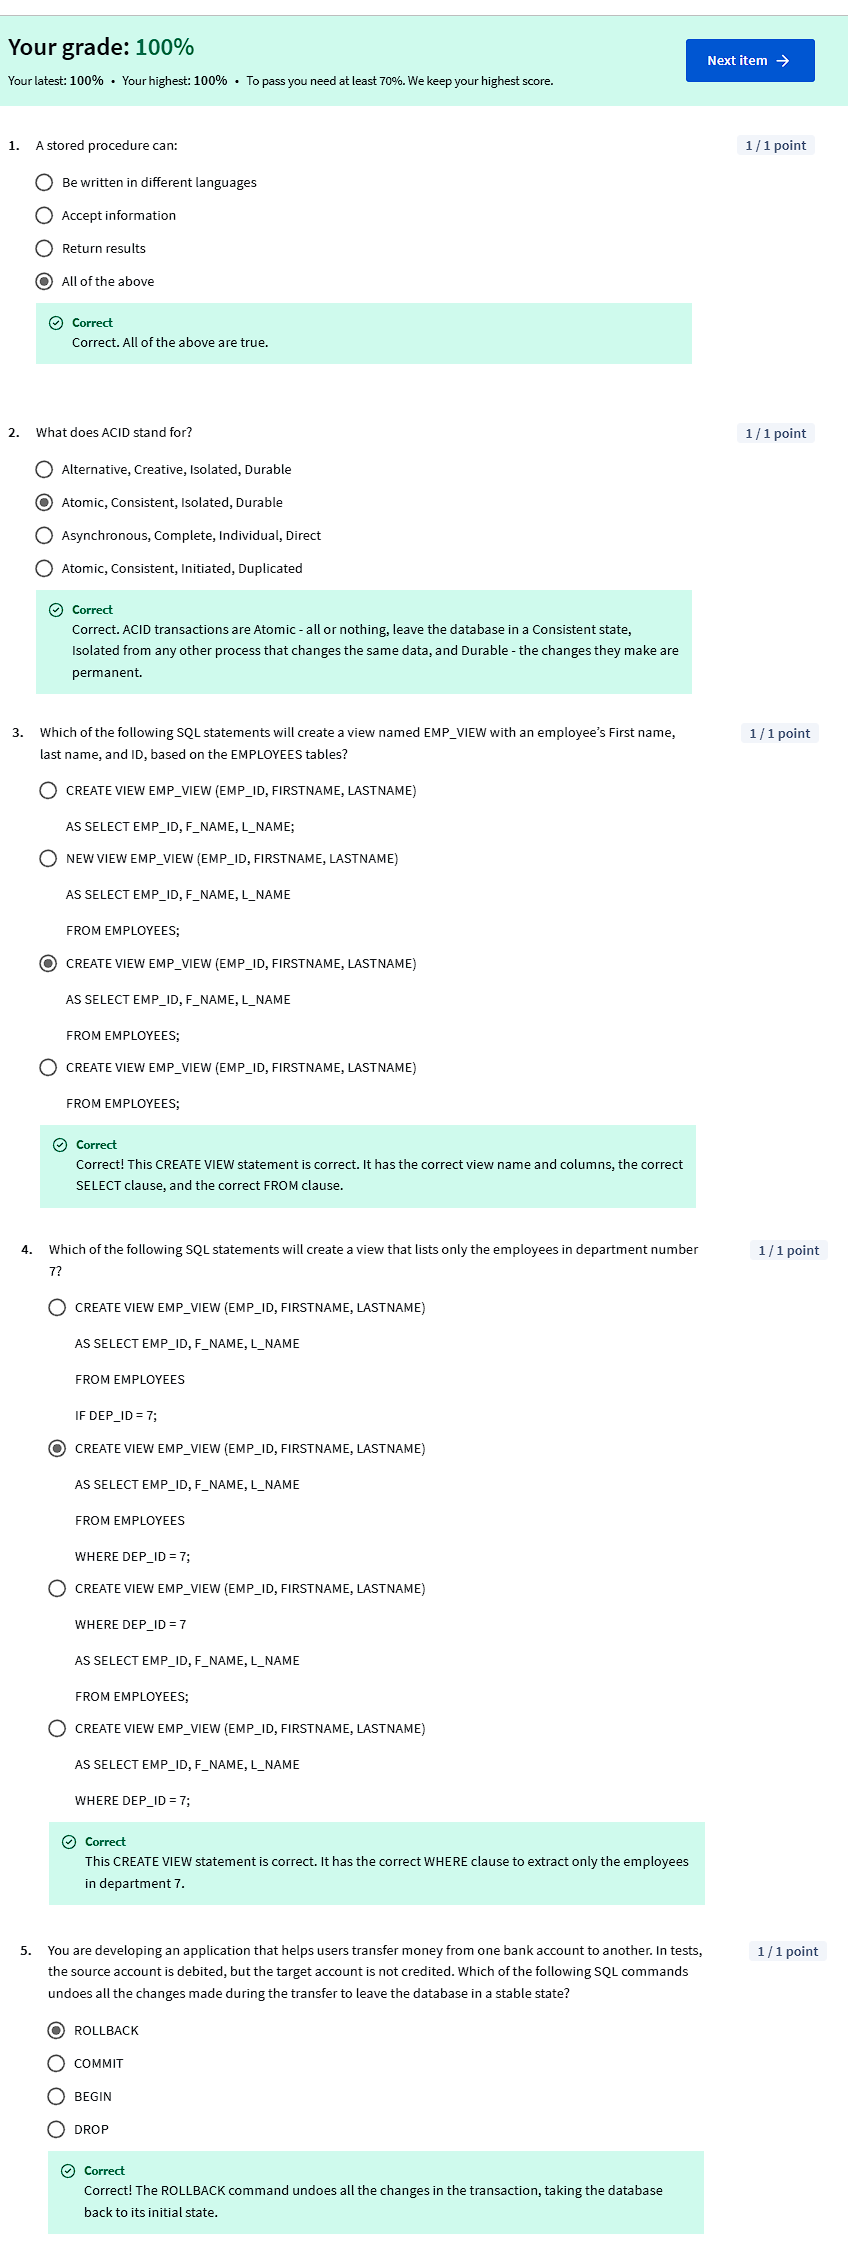 Your grade: 100%
Next item →
Your latest: 100% • Your highest: 100% • To pass you need at least 70%. We keep your highest score.
1. A stored procedure can:
1 / 1 point
Be written in different languages
Accept information
Return results
All of the above
Correct
Correct. All of the above are true.
2. What does ACID stand for?
1 / 1 point
Alternative, Creative, Isolated, Durable
Atomic, Consistent, Isolated, Durable
Asynchronous, Complete, Individual, Direct
Atomic, Consistent, Initiated, Duplicated
Correct
Correct. ACID transactions are Atomic - all or nothing, leave the database in a Consistent state,
Isolated from any other process that changes the same data, and Durable - the changes they make are
permanent.
3. Which of the following SQL statements will create a view named EMP_VIEW with an employee’s First name,
1 / 1 point
last name, and ID, based on the EMPLOYEES tables?
CREATE VIEW EMP_VIEW (EMP_ID, FIRSTNAME, LASTNAME)
AS SELECT EMP_ID, F_NAME, L_NAME;
NEW VIEW EMP_VIEW (EMP_ID, FIRSTNAME, LASTNAME)
AS SELECT EMP_ID, F_NAME, L_NAME
FROM EMPLOYEES;
CREATE VIEW EMP_VIEW (EMP_ID, FIRSTNAME, LASTNAME)
AS SELECT EMP_ID, F_NAME, L_NAME
FROM EMPLOYEES;
CREATE VIEW EMP_VIEW (EMP_ID, FIRSTNAME, LASTNAME)
FROM EMPLOYEES;
Correct
Correct! This CREATE VIEW statement is correct. It has the correct view name and columns, the correct
SELECT clause, and the correct FROM clause.
4. Which of the following SQL statements will create a view that lists only the employees in department number
1 / 1 point
7?
CREATE VIEW EMP_VIEW (EMP_ID, FIRSTNAME, LASTNAME)
AS SELECT EMP_ID, F_NAME, L_NAME
FROM EMPLOYEES
IF DEP_ID = 7;
CREATE VIEW EMP_VIEW (EMP_ID, FIRSTNAME, LASTNAME)
AS SELECT EMP_ID, F_NAME, L_NAME
FROM EMPLOYEES
WHERE DEP_ID = 7;
CREATE VIEW EMP_VIEW (EMP_ID, FIRSTNAME, LASTNAME)
WHERE DEP_ID = 7
AS SELECT EMP_ID, F_NAME, L_NAME
FROM EMPLOYEES;
CREATE VIEW EMP_VIEW (EMP_ID, FIRSTNAME, LASTNAME)
AS SELECT EMP_ID, F_NAME, L_NAME
WHERE DEP_ID = 7;
Correct
This CREATE VIEW statement is correct. It has the correct WHERE clause to extract only the employees
in department 7.
5. You are developing an application that helps users transfer money from one bank account to another. In tests,
1 / 1 point
the source account is debited, but the target account is not credited. Which of the following SQL commands
undoes all the changes made during the transfer to leave the database in a stable state?
ROLLBACK
COMMIT
BEGIN
DROP
Correct
Correct! The ROLLBACK command undoes all the changes in the transaction, taking the database
back to its initial state.